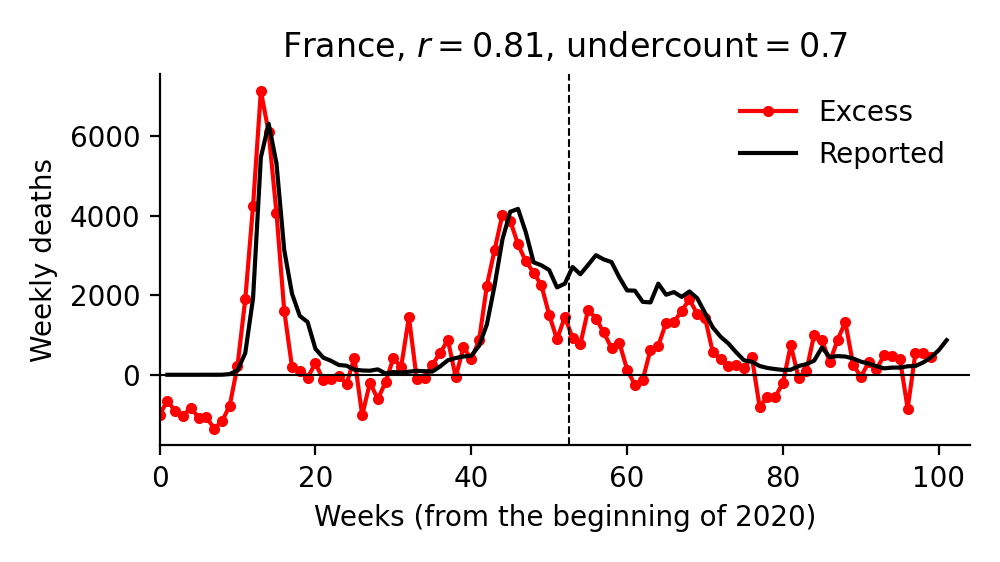 France, r = 0.81, undercount = 0.7
Excess
Reported
Weekly deaths
6000
4000
2000
0
0 20 40 60 80 100
Weeks (from the beginning of 2020)